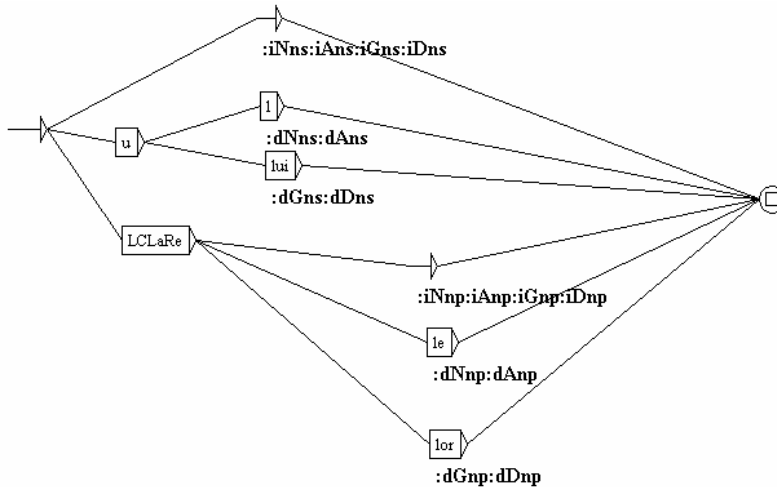 :iNns:iAns:iGns:iDns
l
:dNns:dAns
u
lui
:dGns:dDns
LCLaRe
:iNnp:iAnp:iGnp:iDnp
le
:dNnp:dAnp
lor
:dGnp:dDnp